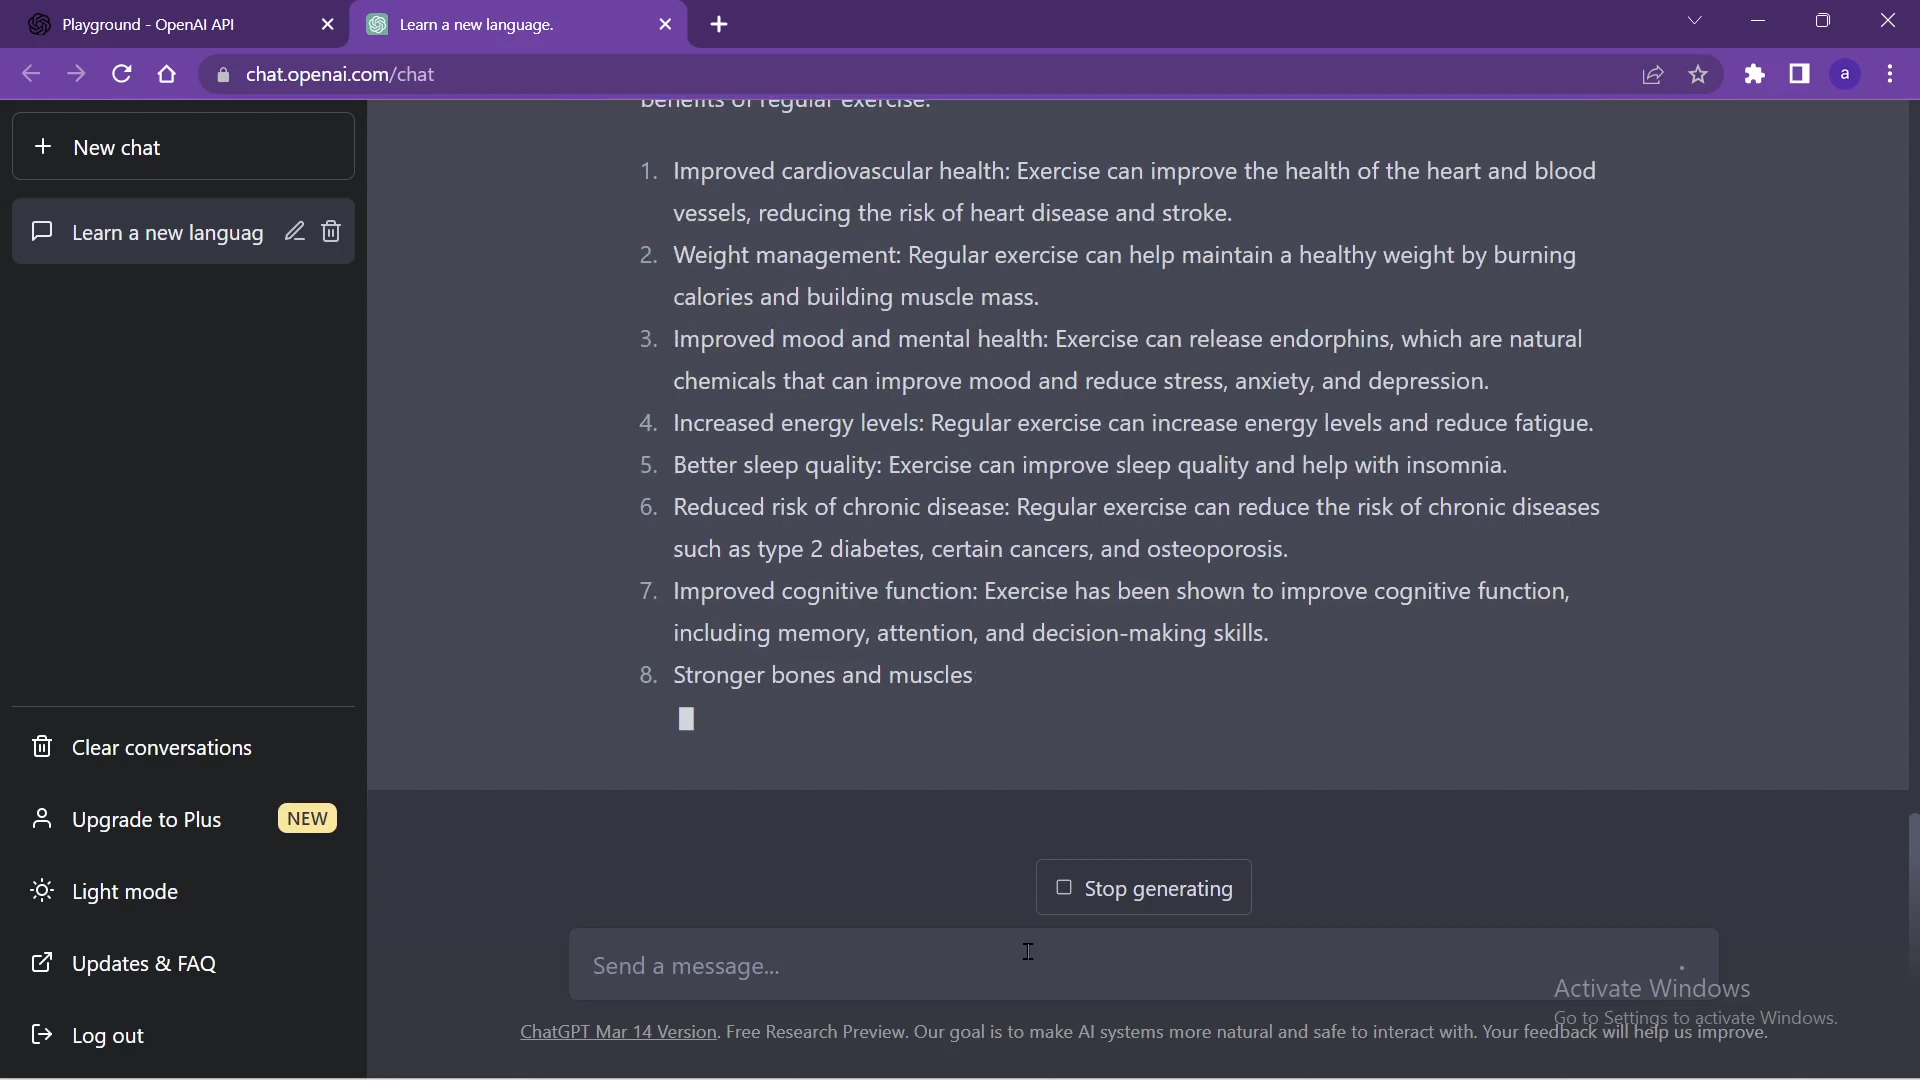 Playground - OpenAI API
Learn a new language.
chat.openai.com/chat
a
New chat
Learn a new languag
benefits of regular exercise.
1. Improved cardiovascular health: Exercise can improve the health of the heart and blood
vessels, reducing the risk of heart disease and stroke.
2. Weight management: Regular exercise can help maintain a healthy weight by burning
calories and building muscle mass.
3. Improved mood and mental health: Exercise can release endorphins, which are natural
chemicals that can improve mood and reduce stress, anxiety, and depression.
4. Increased energy levels: Regular exercise can increase energy levels and reduce fatigue.
5. Better sleep quality: Exercise can improve sleep quality and help with insomnia.
6. Reduced risk of chronic disease: Regular exercise can reduce the risk of chronic diseases
such as type 2 diabetes, certain cancers, and osteoporosis.
7. Improved cognitive function: Exercise has been shown to improve cognitive function,
including memory, attention, and decision-making skills.
8. Stronger bones and muscles
Clear conversations
Upgrade to Plus
NEW
Light mode
Updates & FAQ
Log out
Stop generating
Send a message...
Activate Windows
Go to Settings to activate Windows.
ChatGPT Mar 14 Version. Free Research Preview. Our goal is to make AI systems more natural and safe to interact with. Your feedback will help us improve.